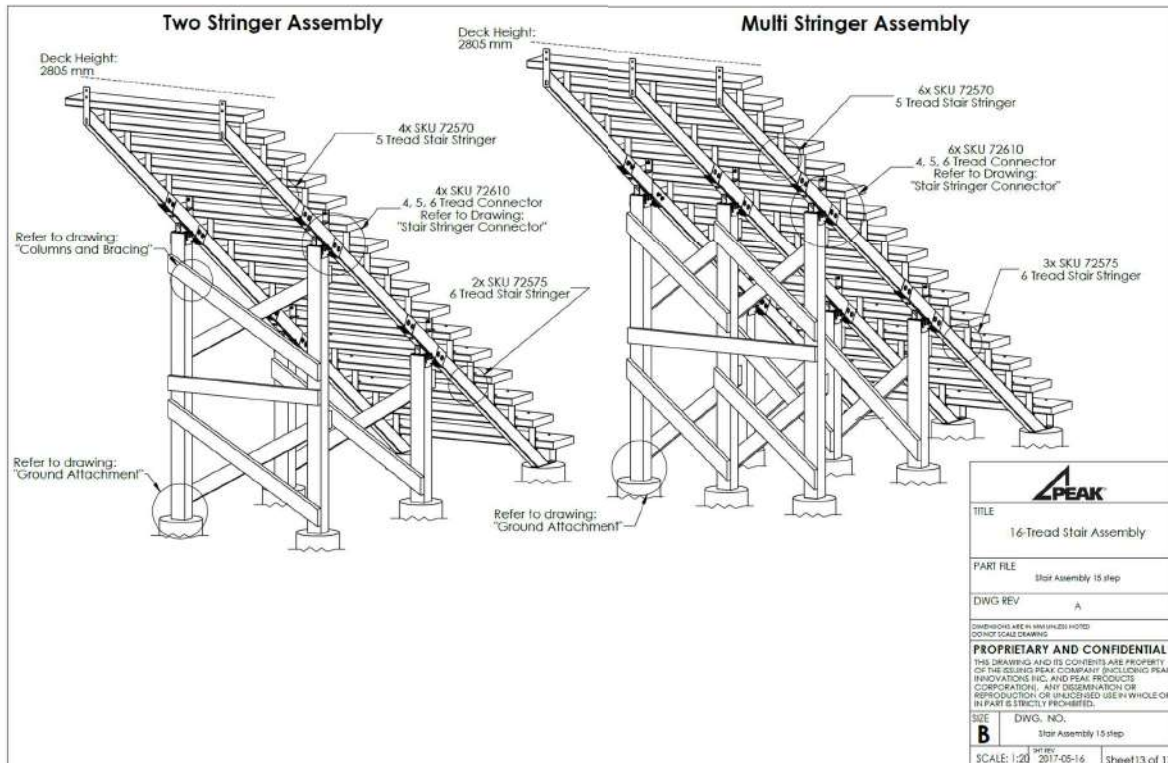 Two Stringer Assembly
Deck Height:
2805 mm
4x SKU 72570
5 Tread Stair Stringer
4x SKU 72610
4, 5, 6 Tread Connector
Refer to Drawing:
"Stair Stringer Connector"
Refer to drawing:
"Columns and Bracing"
2x SKU 72575
6 Tread Stair Stringer
Refer to drawing:
"Ground Attachment"
Multi Stringer Assembly
Deck Height:
2805 mm
6x SKU 72570
5 Tread Stair Stringer
6x SKU 72610
4, 5, 6 Tread Connector
Refer to Drawing:
"Stair Stringer Connector"
3x SKU 72575
6 Tread Stair Stringer
Refer to drawing:
"Ground Attachment"
PEAK
TITLE
16-Tread Stair Assembly
PART FILE
Stair Assembly 15 step
DWG REV
A
DIMENSIONS ARE IN MM UNLESS NOTED
DO NOT SCALE DRAWING
PROPRIETARY AND CONFIDENTIAL
THIS DRAWING AND ITS CONTENTS ARE PROPERTY
OF THE ISSUING PEAK COMPANY (INCLUDING PEAK
INNOVATIONS INC. AND PEAK PRODUCTS
CORPORATION). ANY DISSEMINATION OR
REPRODUCTION OR UNLICENSED USE IN WHOLE OR
IN PART IS STRICTLY PROHIBITED.
SIZE
B
DWG. NO.
Stair Assembly 15 step
SCALE: 1:20
SHT REV
2017-05-16
Sheet13 of